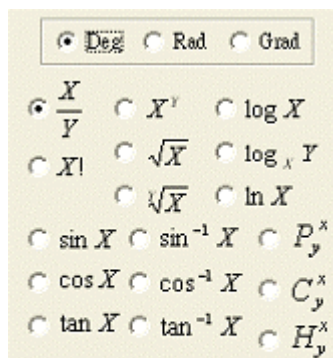 Deg Rad Grad
X/Y X^Y log X
X! √X log_X Y
ʸ√X ln X
sin X sin⁻¹ X P_y^x
cos X cos⁻¹ X C_y^x
tan X tan⁻¹ X H_y^x